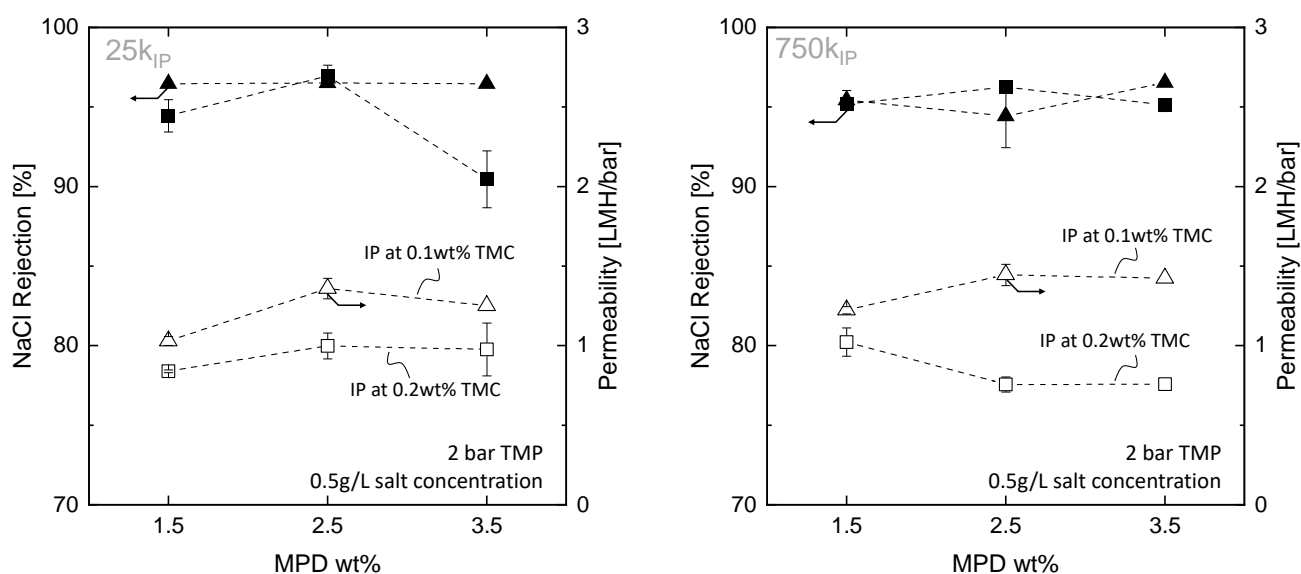 25k_IP
100
90
80
70
NaCl Rejection [%]
3
2
1
0
Permeability [LMH/bar]
IP at 0.1wt% TMC
IP at 0.2wt% TMC
2 bar TMP
0.5g/L salt concentration
1.5 2.5 3.5
MPD wt%
750k_IP
100
90
80
70
NaCl Rejection [%]
3
2
1
0
Permeability [LMH/bar]
IP at 0.1wt% TMC
IP at 0.2wt% TMC
2 bar TMP
0.5g/L salt concentration
1.5 2.5 3.5
MPD wt%